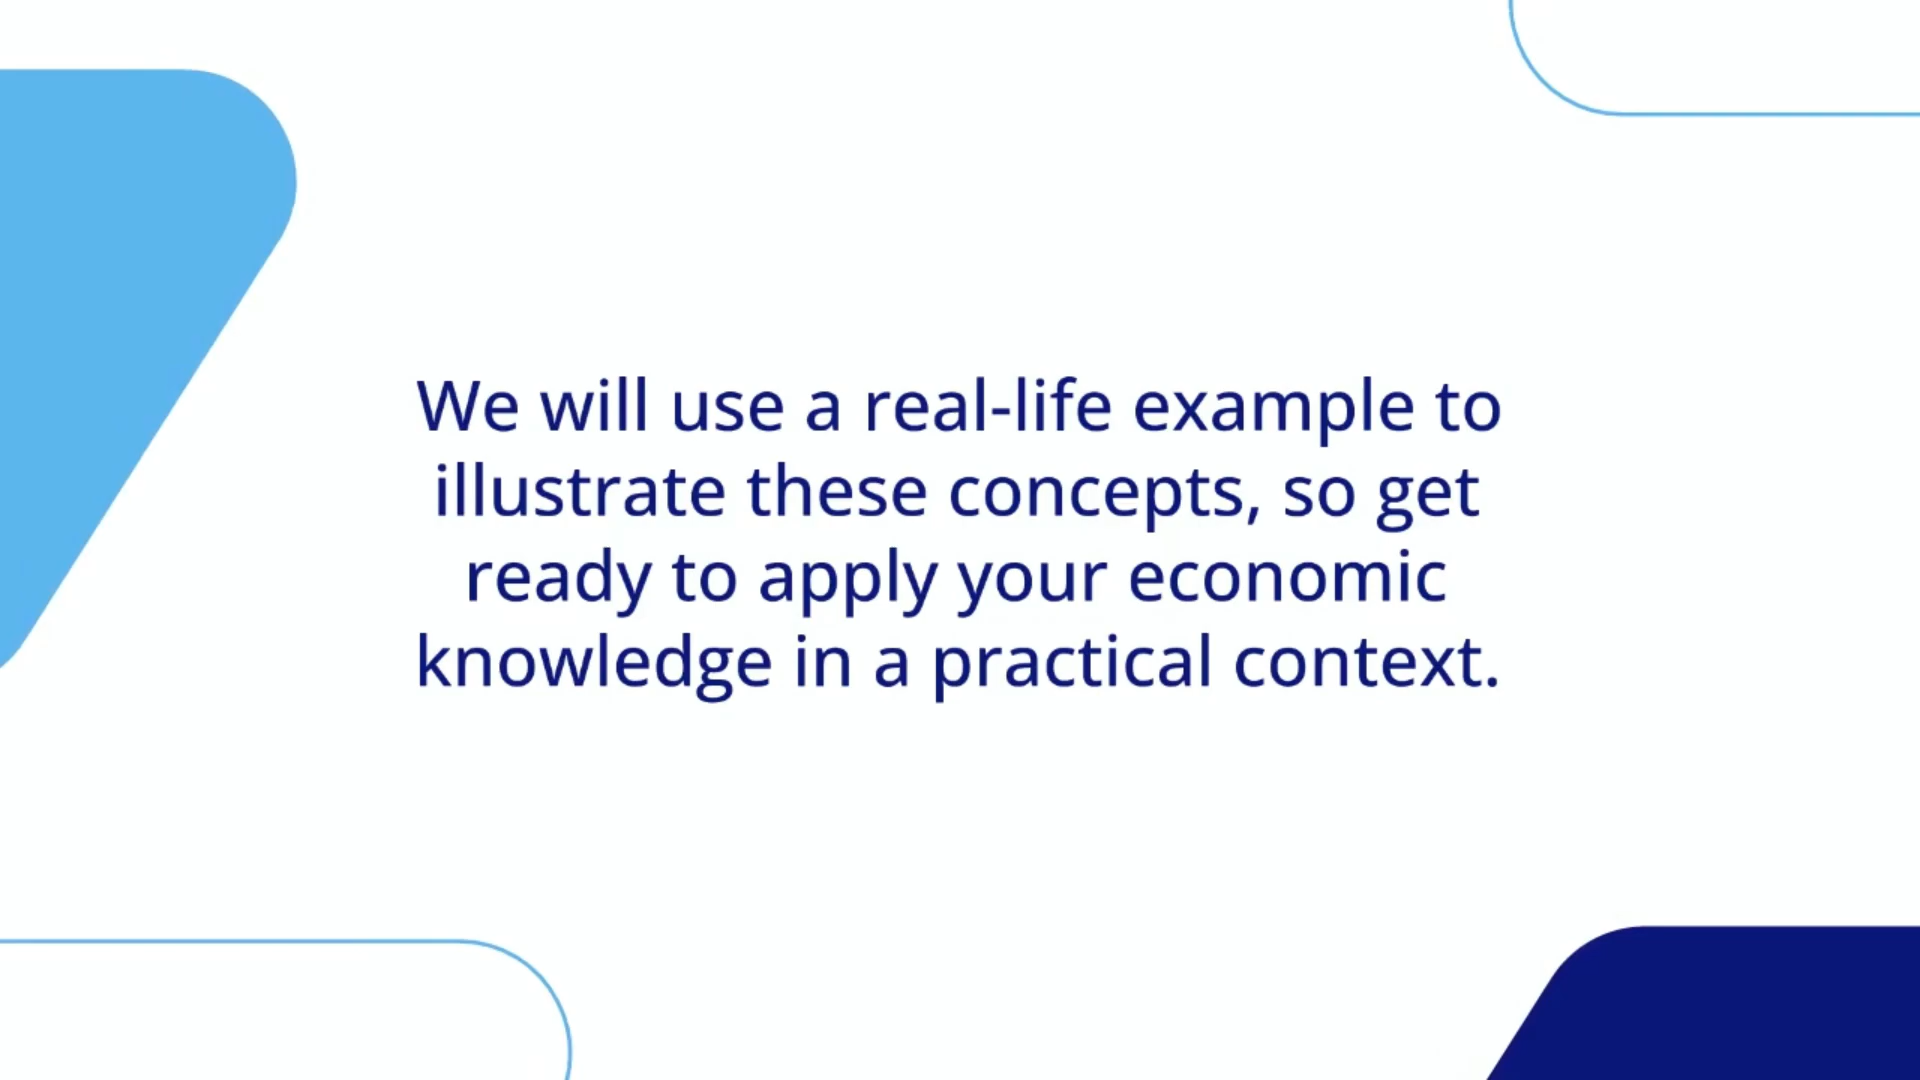 We will use a real-life example to
illustrate these concepts, so get
ready to apply your economic
knowledge in a practical context.